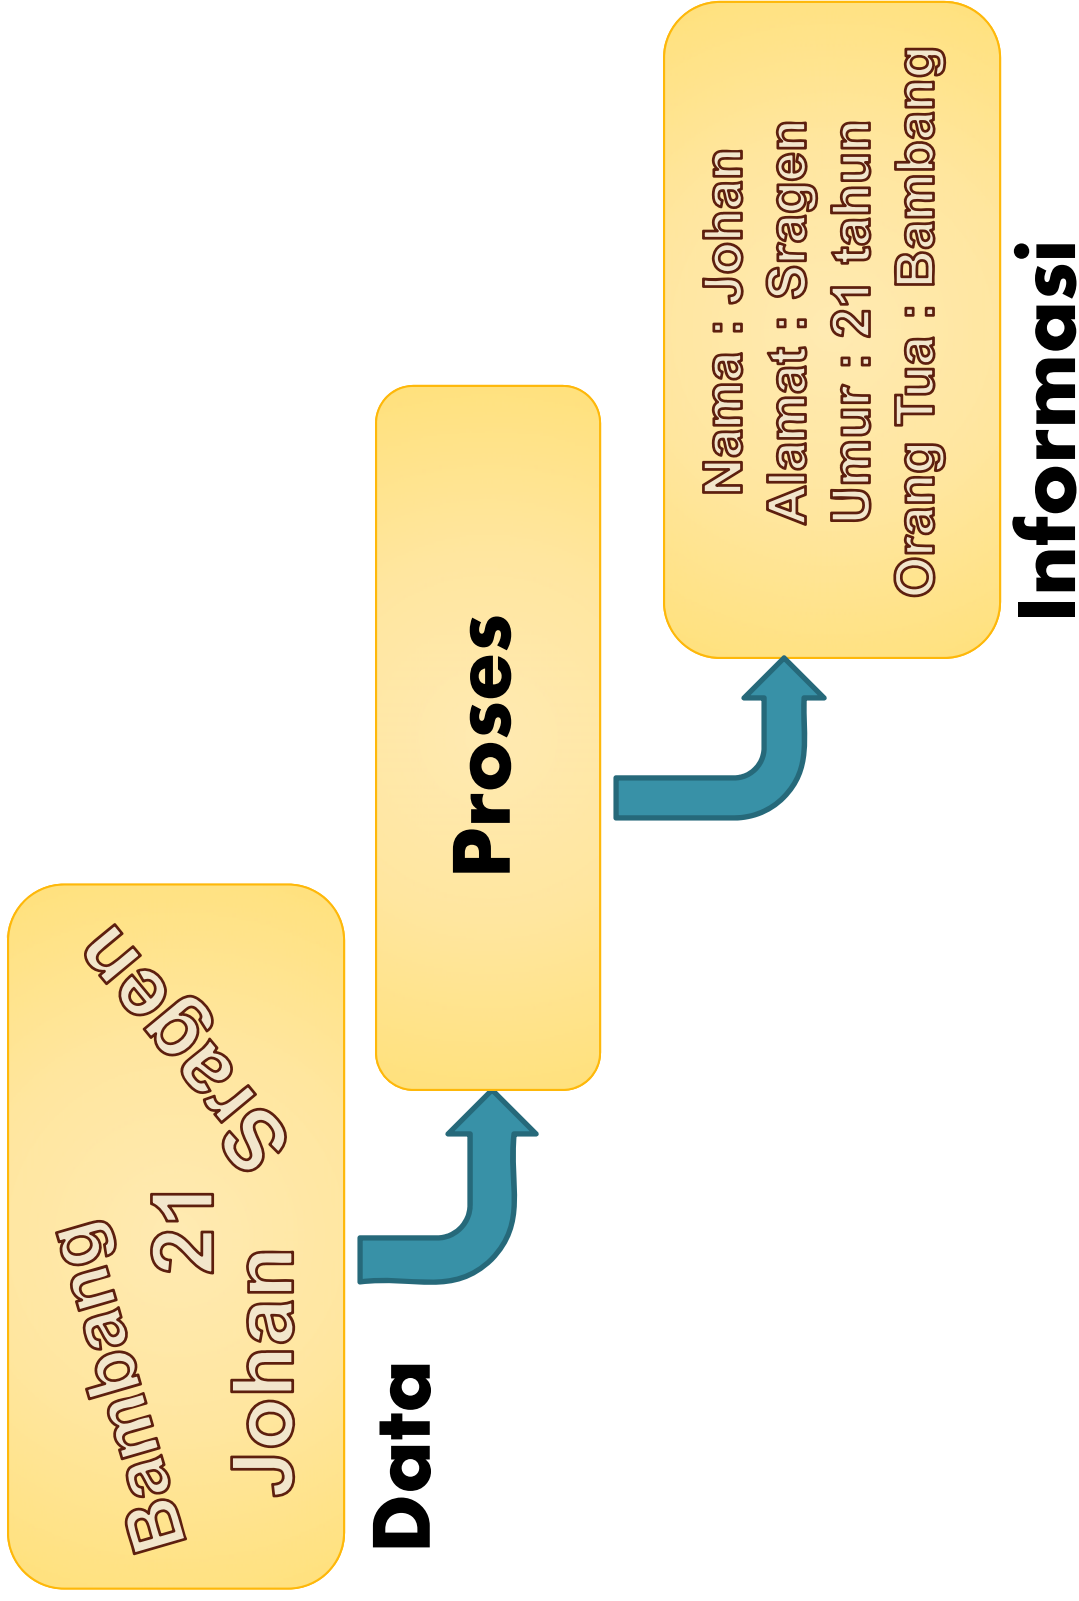 Bambang
21
Sragen
Johan
Data
Proses
Nama : Johan
Alamat : Sragen
Umur : 21 tahun
Orang Tua : Bambang
Informasi